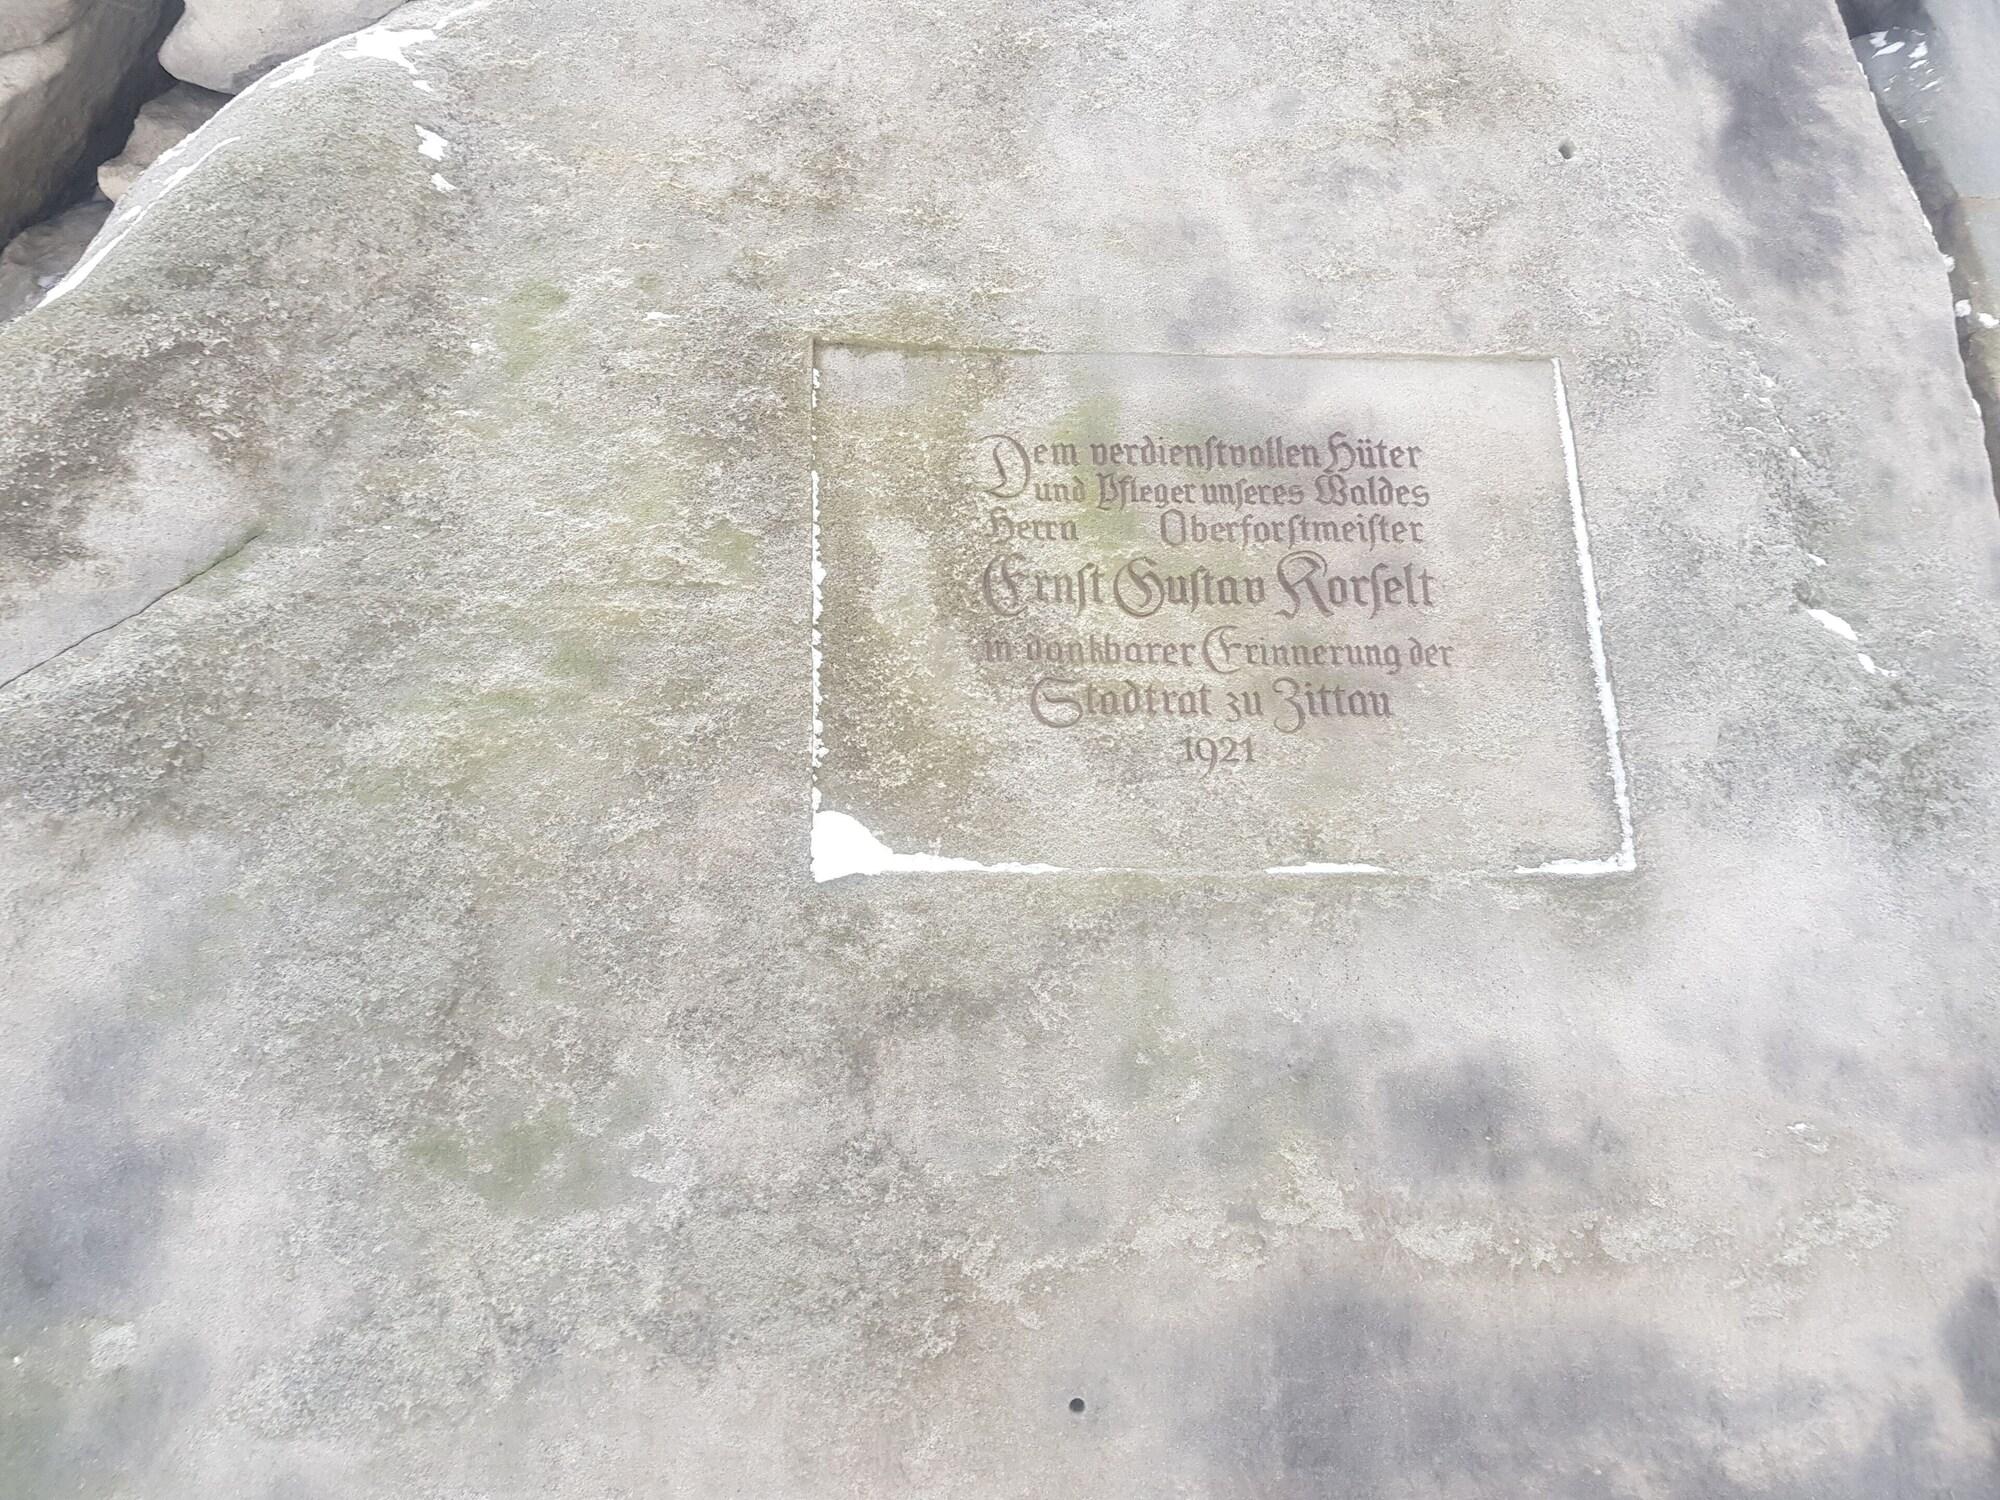 Dem verdienſtvollen Hüter
und Pfleger unſeres Waldes
Herrn Oberforſtmeiſter
Ernſt Guſtav Korſelt
in dankbarer Erinnerung der
Stadtrat zu Zittau
1921